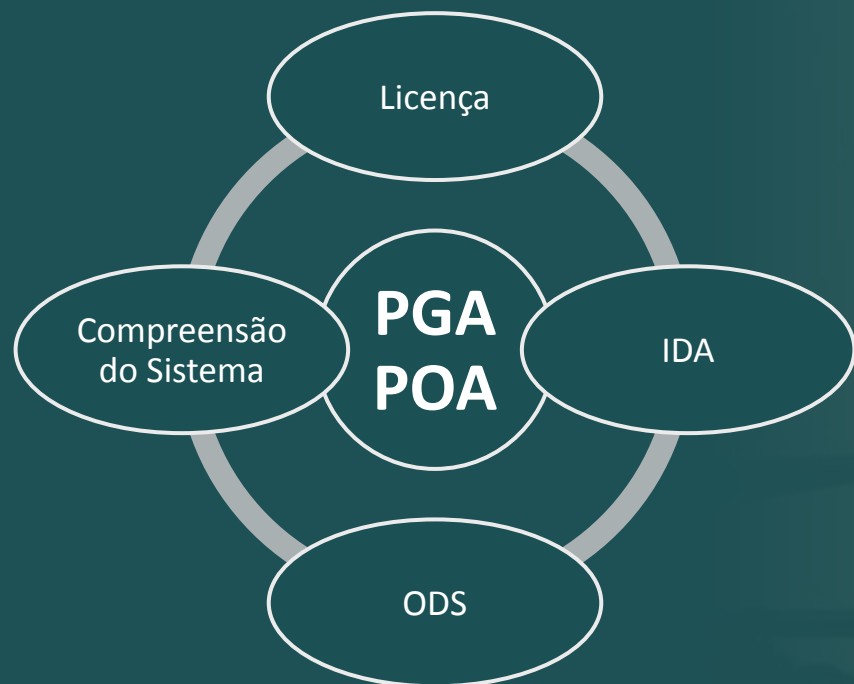 Licença
Compreensão
do Sistema
PGA
POA
IDA
ODS